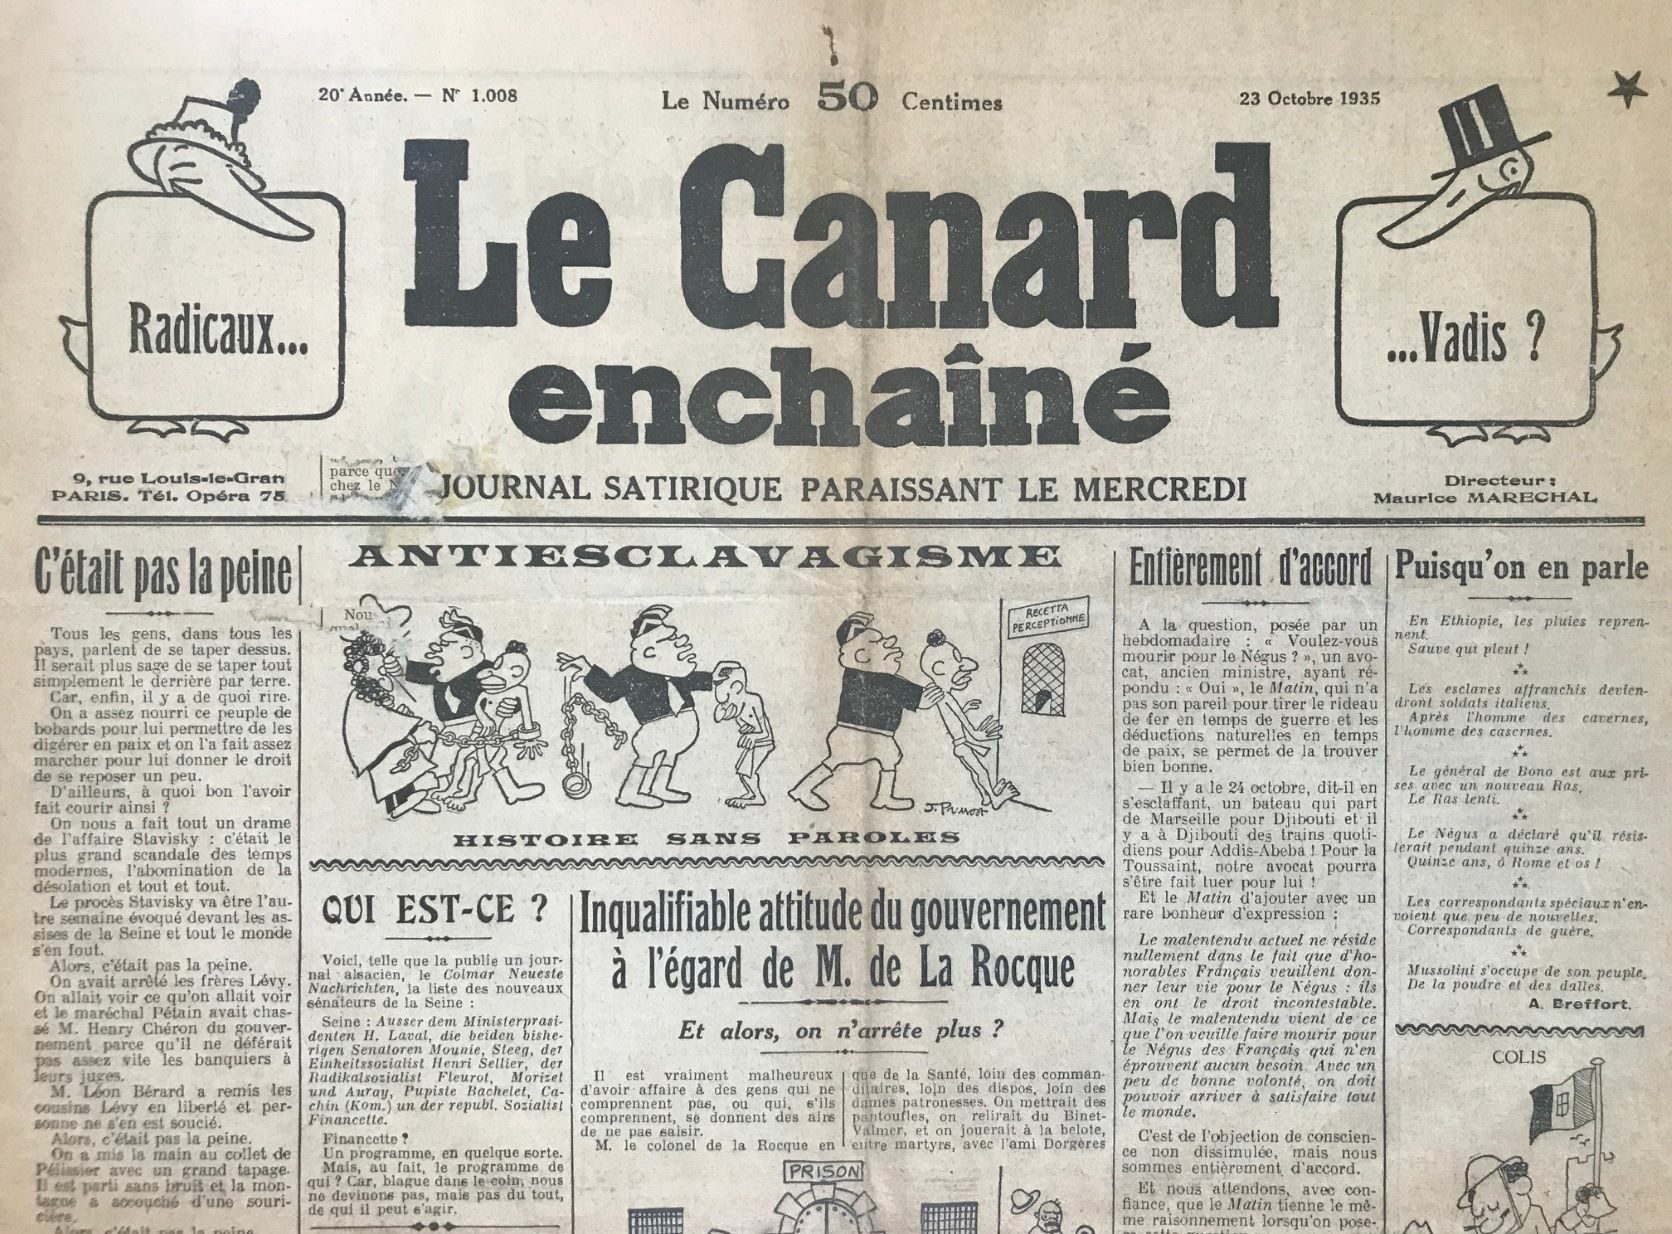 20e Année. — Nr 1.008
Le Numéro 50 Centimes
23 Octobre 1935
Le Canard
enchaîné
Radicaux...
...Vadis ?
9, rue Louis-le-Gran
PARIS. Tél. Opéra 75
parce que
chez le N
JOURNAL SATIRIQUE PARAISSANT LE MERCREDI
Directeur :
Maurice MARECHAL
C'était pas la peine
Tous les gens, dans tous les
pays, parlent de se taper dessus.
Il serait plus sage de se taper tout
simplement le derrière par terre.
Car, enfin, il y a de quoi rire.
On a assez nourri ce peuple de
bobards pour lui permettre de les
digérer en paix et on l'a fait assez
marcher pour lui donner le droit
de se reposer un peu.
D'ailleurs, à quoi bon l'avoir
fait courir ainsi ?
On nous a fait tout un drame
de l'affaire Stavisky : c'était le
plus grand scandale des temps
modernes, l'abomination de la
désolation et tout et tout.
Le procès Stavisky va être l'au-
tre semaine évoqué devant les as-
sises de la Seine et tout le monde
s'en fout.
Alors, c'était pas la peine.
On avait arrêté les frères Lévy.
On allait voir ce qu'on allait voir
et le maréchal Pétain avait chas-
sé M. Henry Chéron du gouver-
nement parce qu'il ne déférait
pas assez vite les banquiers à
leurs juges.
M. Léon Bérard a remis les
cousins Lévy en liberté et per-
sonne ne s'en est soucié.
Alors, c'était pas la peine.
On a mis la main au collet de
Pélissier avec un grand tapage.
Il est parti sans bruit et la mon-
tagne a accouché d'une souri-
cière.
Alors, c'était pas la peine
ANTIESCLAVAGISME
Nou
RECETTA
PERCEPTIONNE
J. Pruvost
HISTOIRE SANS PAROLES
QUI EST-CE ?
Voici, telle que la publie un jour-
nal alsacien, le Colmar Neueste
Nachrichten, la liste des nouveaux
sénateurs de la Seine :
Seine : Ausser dem Ministerprasi-
denten H. Laval, die beiden bishe-
rigen Senatoren Mounie, Steeg, der
Einheitssozialist Henri Sellier, der
Radikalsozialist Fleurot, Morizet
und Auray, Pupiste Bachelet, Ca-
chin (Kom.) un der republ. Sozialist
Financette.
Financette ?
Un programme, en quelque sorte.
Mais, au fait, le programme de
qui ? Car, blague dans le coin, nous
ne devinons pas, mais pas du tout,
de qui il peut s'agir.
Inqualifiable attitude du gouvernement
à l'égard de M. de La Rocque
Et alors, on n'arrête plus ?
Il est vraiment malheureux
d'avoir affaire à des gens qui ne
comprennent pas, ou qui, s'ils
comprennent, se donnent des airs
de ne pas saisir.
M. le colonel de la Rocque en
que de la Santé, loin des comman-
ditaires, loin des dispos, loin des
dames patronesses. On mettrait des
pantoufles, on relirait du Binet-
Valmer, et on jouerait à la belote,
entre martyrs, avec l'ami Dorgères
PRISON
Entièrement d'accord
A la question, posée par un
hebdomadaire : « Voulez-vous
mourir pour le Négus ? », un avo-
cat, ancien ministre, ayant ré-
pondu : « Oui », le Matin, qui n'a
pas son pareil pour tirer le rideau
de fer en temps de guerre et les
déductions naturelles en temps
de paix, se permet de la trouver
bien bonne.
— Il y a le 24 octobre, dit-il en
s'esclaffant, un bateau qui part
de Marseille pour Djibouti et il
y a à Djibouti des trains quoti-
diens pour Addis-Abeba ! Pour la
Toussaint, notre avocat pourra
s'être fait tuer pour lui !
Et le Matin d'ajouter avec un
rare bonheur d'expression :
Le malentendu actuel ne réside
nullement dans le fait que d'ho-
norables Français veuillent don-
ner leur vie pour le Négus : ils
en ont le droit incontestable.
Mais le malentendu vient de ce
que l'on veuille faire mourir pour
le Négus des Français qui n'en
éprouvent aucun besoin. Avec un
peu de bonne volonté, on doit
pouvoir arriver à satisfaire tout
le monde.
C'est de l'objection de conscien-
ce non dissimulée, mais nous
sommes entièrement d'accord.
Et nous attendons, avec con-
fiance, que le Matin tienne le mê-
me raisonnement lorsqu'on pose-
Puisqu'on en parle
En Ethiopie, les pluies repren-
nent.
Sauve qui pleut !
Les esclaves affranchis devien-
dront soldats italiens.
Après l'homme des cavernes,
l'homme des casernes.
Le général de Bono est aux pri-
ses avec un nouveau Ras.
Le Ras lenti.
Le Négus a déclaré qu'il résis-
terait pendant quinze ans.
Quinze ans, ô Rome et os !
Les correspondants spéciaux n'en-
voient que peu de nouvelles.
Correspondants de guère.
Mussolini s'occupe de son peuple.
De la poudre et des dalles.
A. Breffort.
COLIS